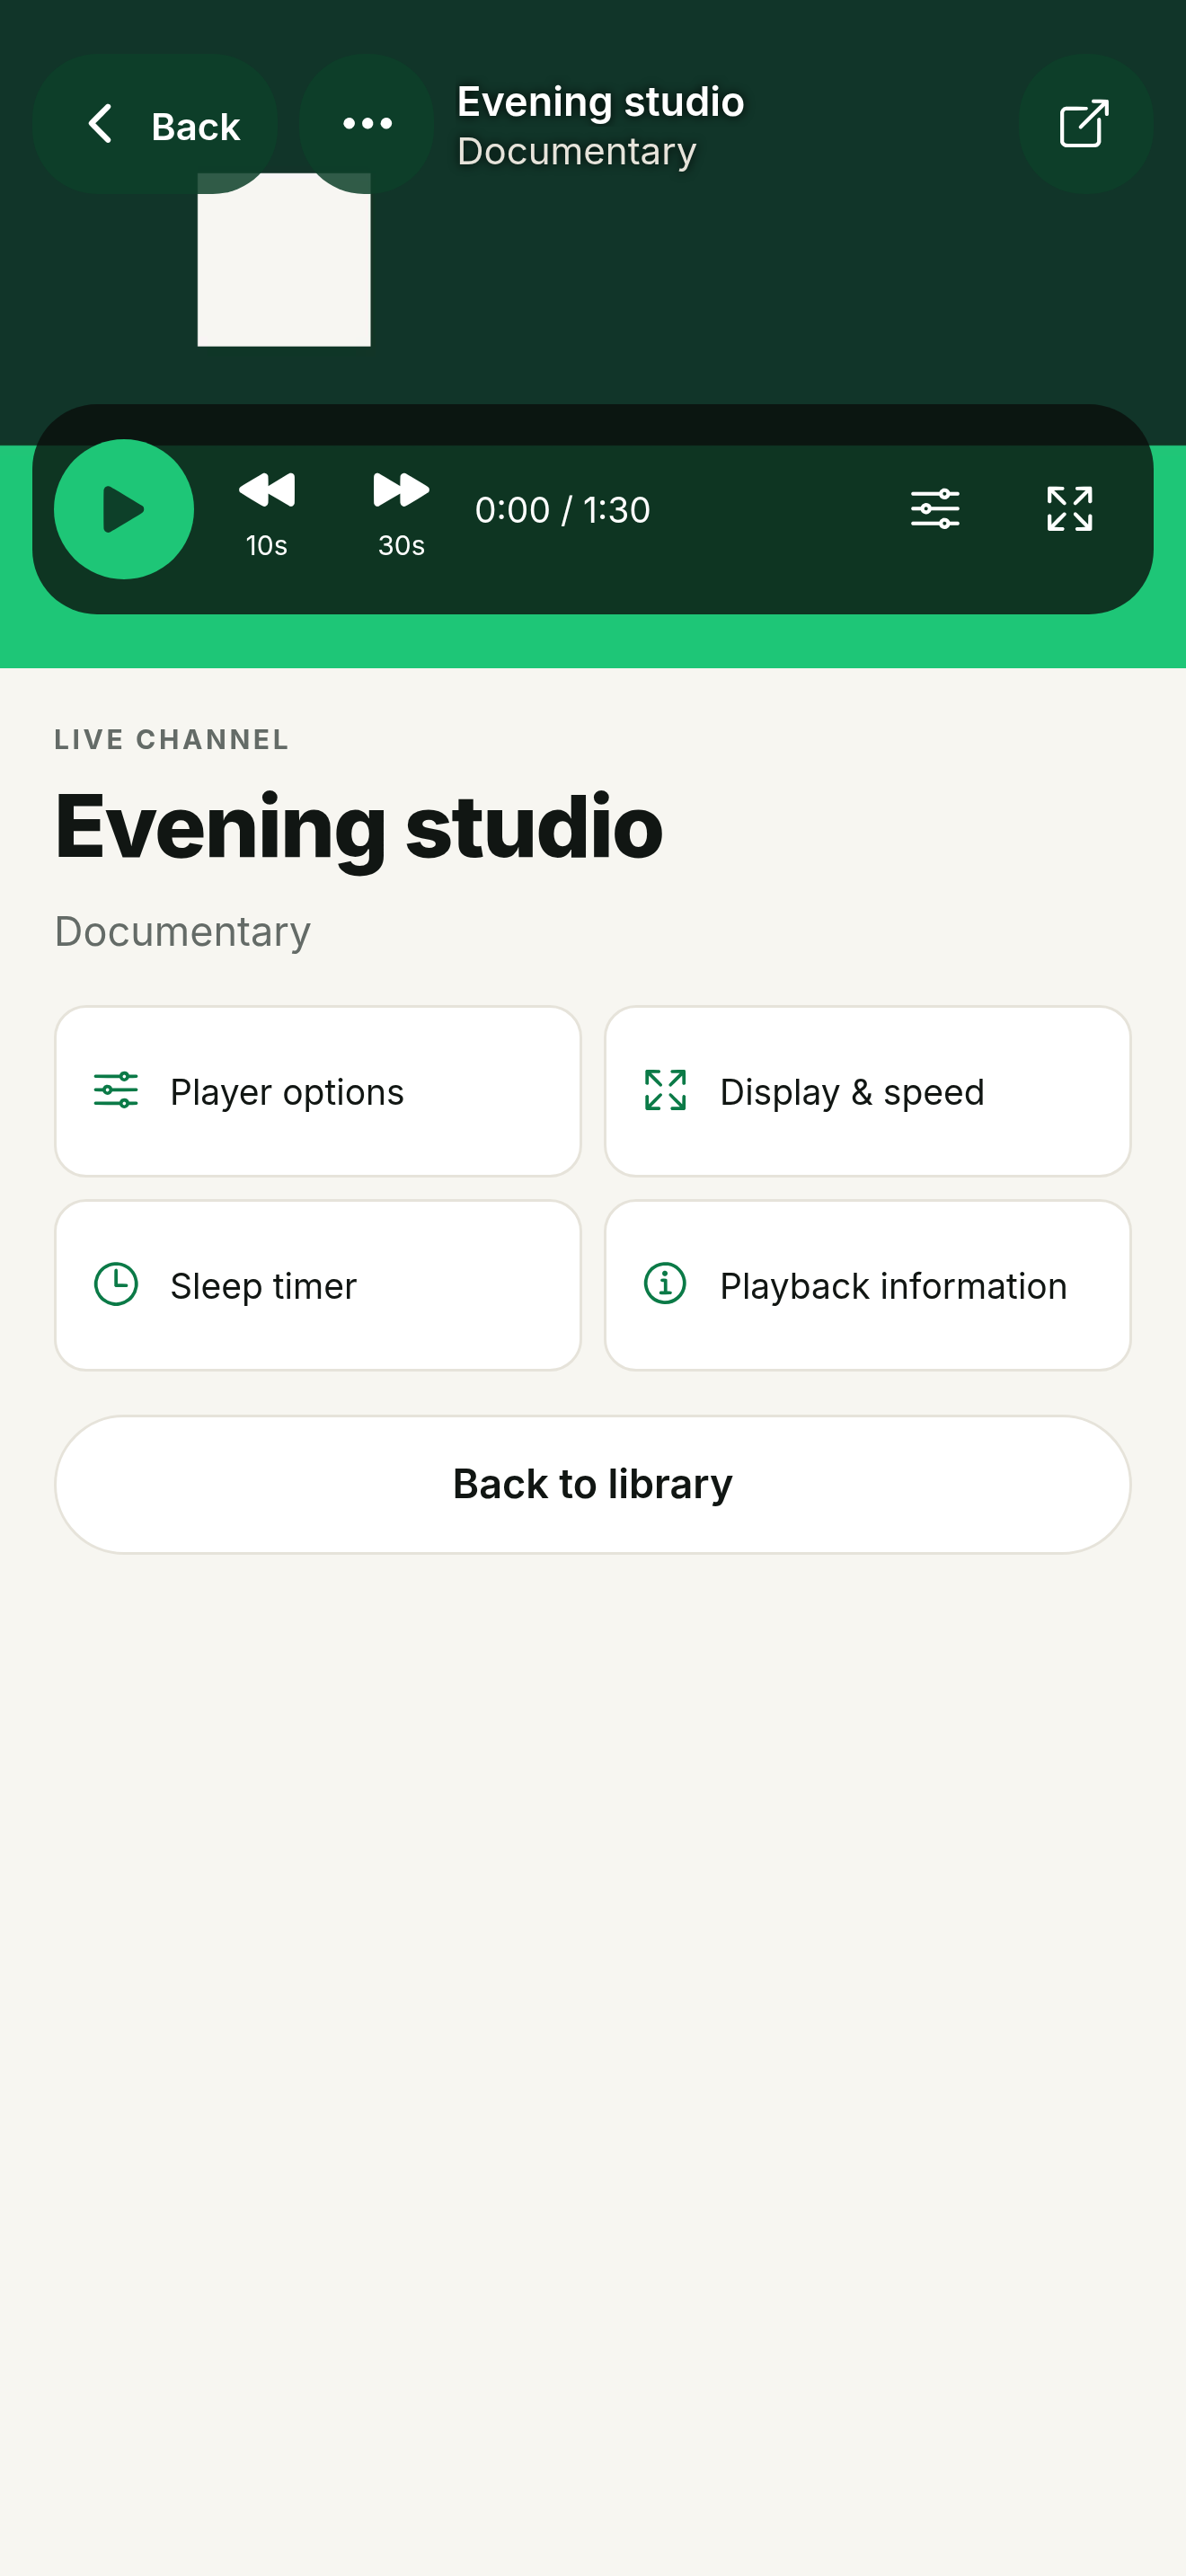 Back
Evening studio
Documentary
10s
30s
0:00 / 1:30
LIVE CHANNEL
Evening studio
Documentary
Player options
Display & speed
Sleep timer
Playback information
Back to library